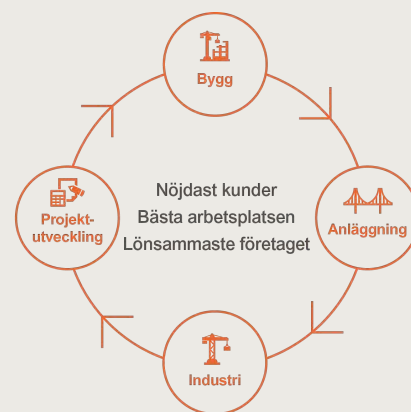 Bygg
Nöjdast kunder
Bästa arbetsplatsen
Lönsammaste företaget
Projekt-
utveckling
Anläggning
Industri